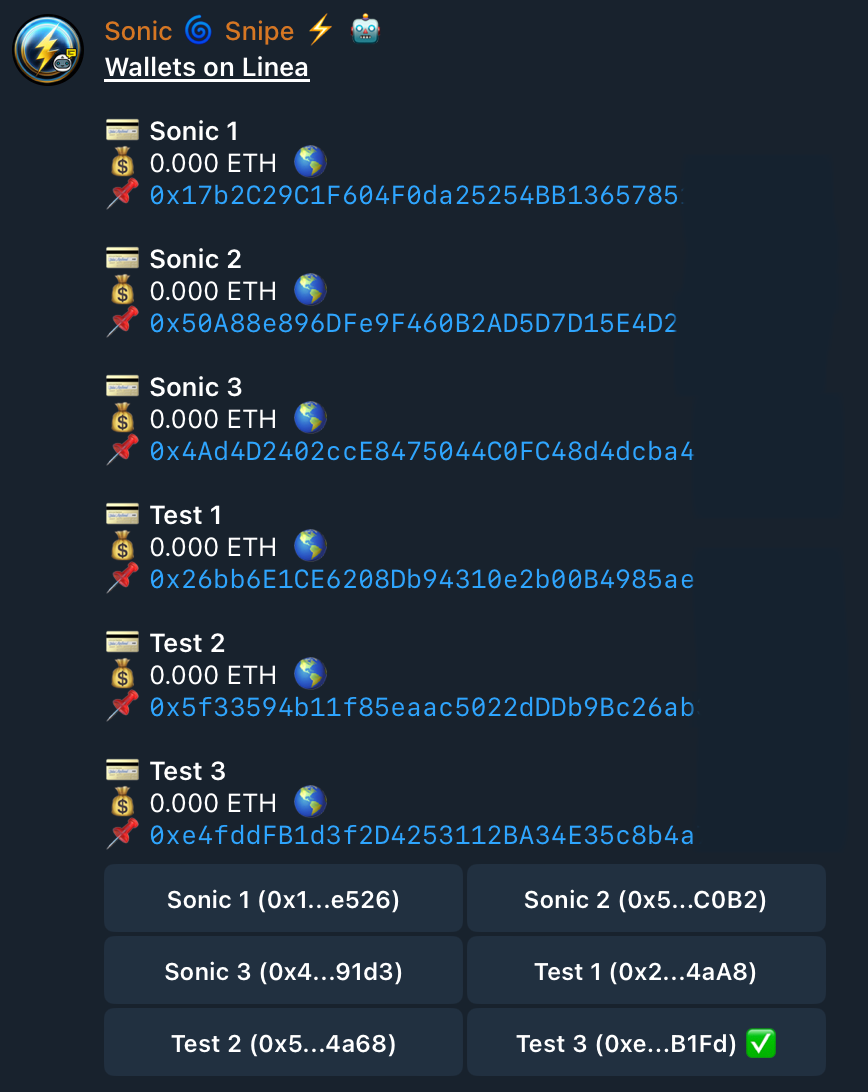 Sonic 🌀 Snipe ⚡ 🤖
Wallets on Linea
💳 Sonic 1
💰 0.000 ETH 🌎
📌 0x17b2C29C1F604F0da25254BB1365785
💳 Sonic 2
💰 0.000 ETH 🌎
📌 0x50A88e896DFe9F460B2AD5D7D15E4D2
💳 Sonic 3
💰 0.000 ETH 🌎
📌 0x4Ad4D2402ccE8475044C0FC48d4dcba4
💳 Test 1
💰 0.000 ETH 🌎
📌 0x26bb6E1CE6208Db94310e2b00B4985ae
💳 Test 2
💰 0.000 ETH 🌎
📌 0x5f33594b11f85eaac5022dDDb9Bc26ab
💳 Test 3
💰 0.000 ETH 🌎
📌 0xe4fddFB1d3f2D4253112BA34E35c8b4a
Sonic 1 (0x1...e526)
Sonic 2 (0x5...C0B2)
Sonic 3 (0x4...91d3)
Test 1 (0x2...4aA8)
Test 2 (0x5...4a68)
Test 3 (0xe...B1Fd) ✅